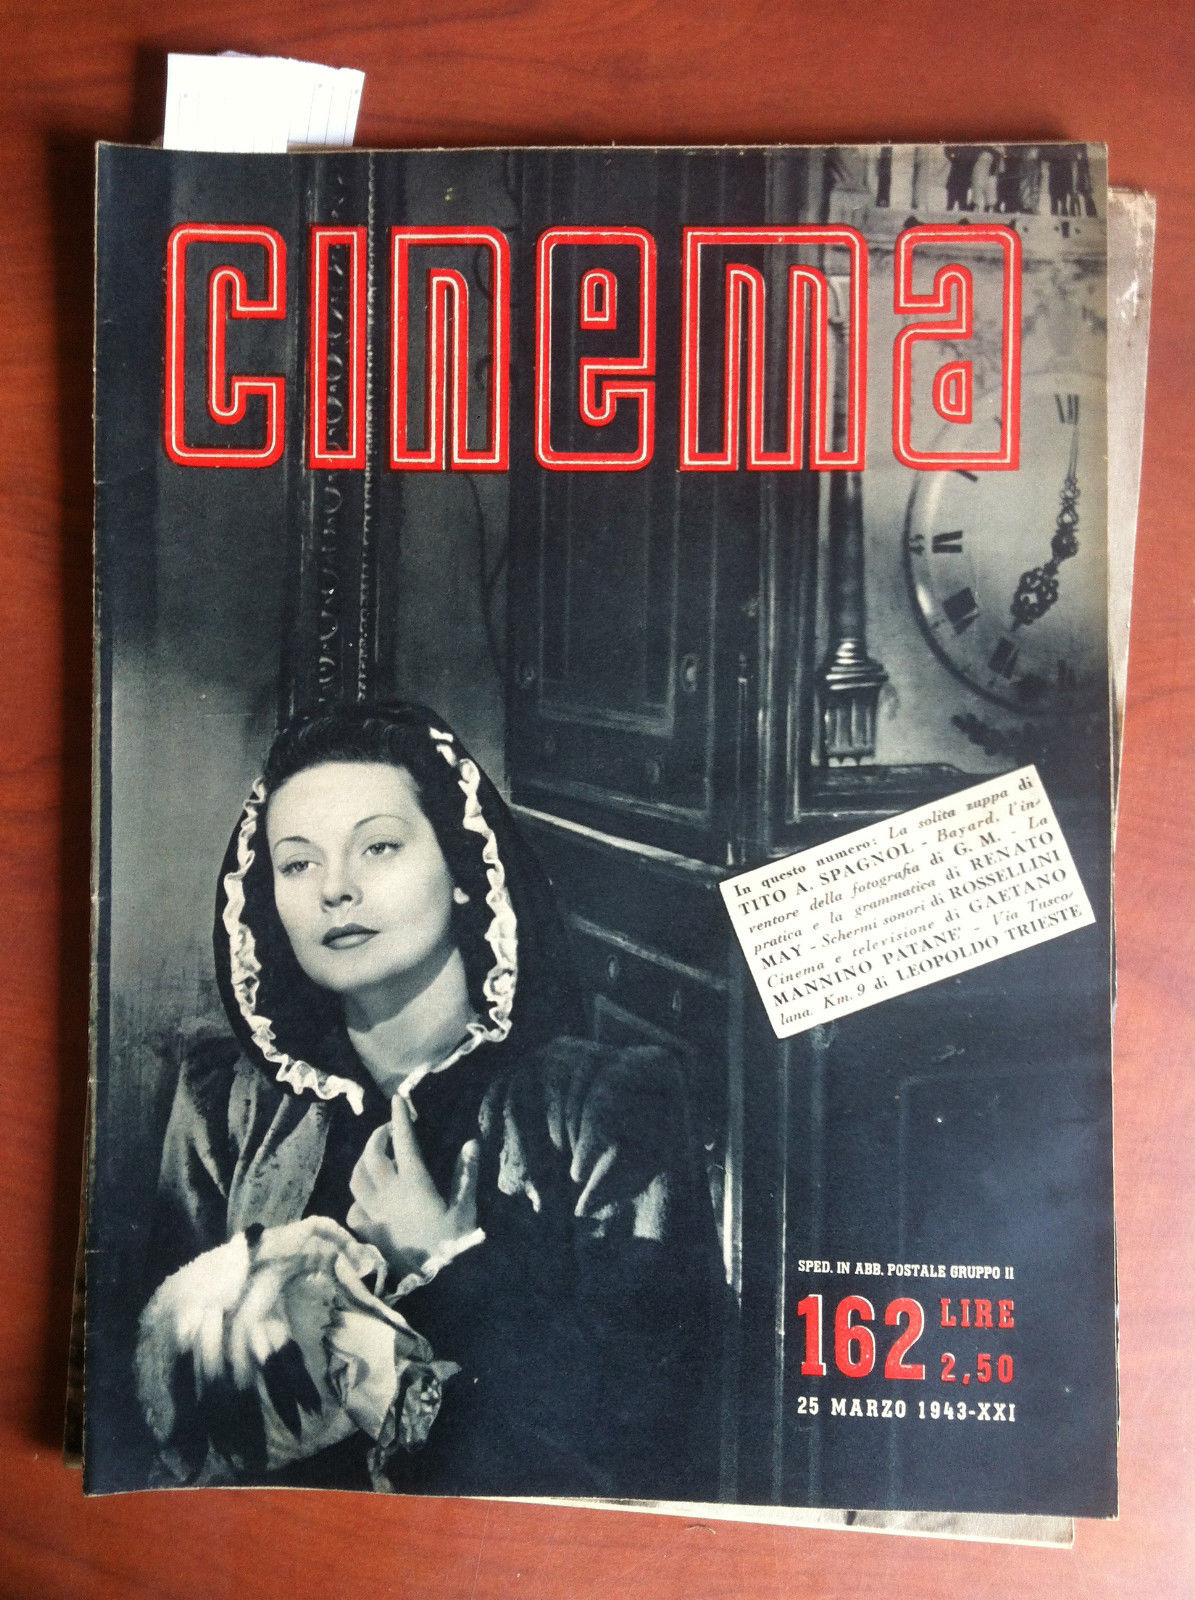 cinema
In questo numero: La solita zuppa di
TITO A. SPAGNOL - Bayard, l'in-
ventore della fotografia di G. M. - La
pratica e la grammatica di RENATO
MAY - Schermi sonori di ROSSELLINI
Cinema e televisione di GAETANO
MANNINO PATANE' - Via Tusco-
lana, Km. 9 di LEOPOLDO TRIESTE
SPED. IN ABB. POSTALE GRUPPO II
162 LIRE
2,50
25 MARZO 1943-XXI